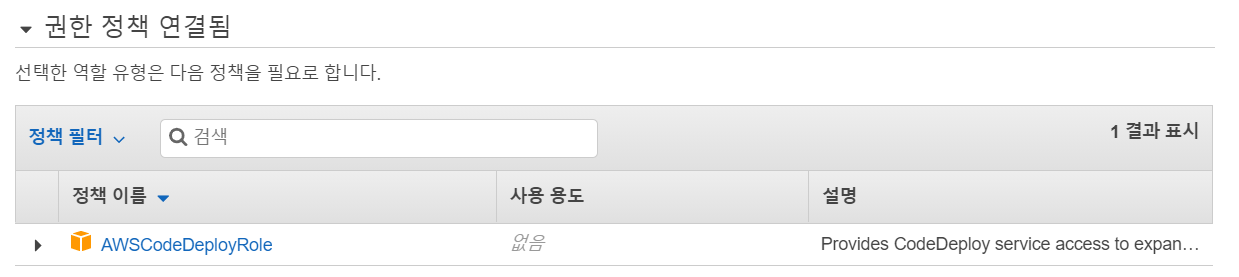 권한 정책 연결됨
선택한 역할 유형은 다음 정책을 필요로 합니다.
정책 필터 검색 1 결과 표시
정책 이름 사용 용도 설명
AWSCodeDeployRole 없음 Provides CodeDeploy service access to expan…